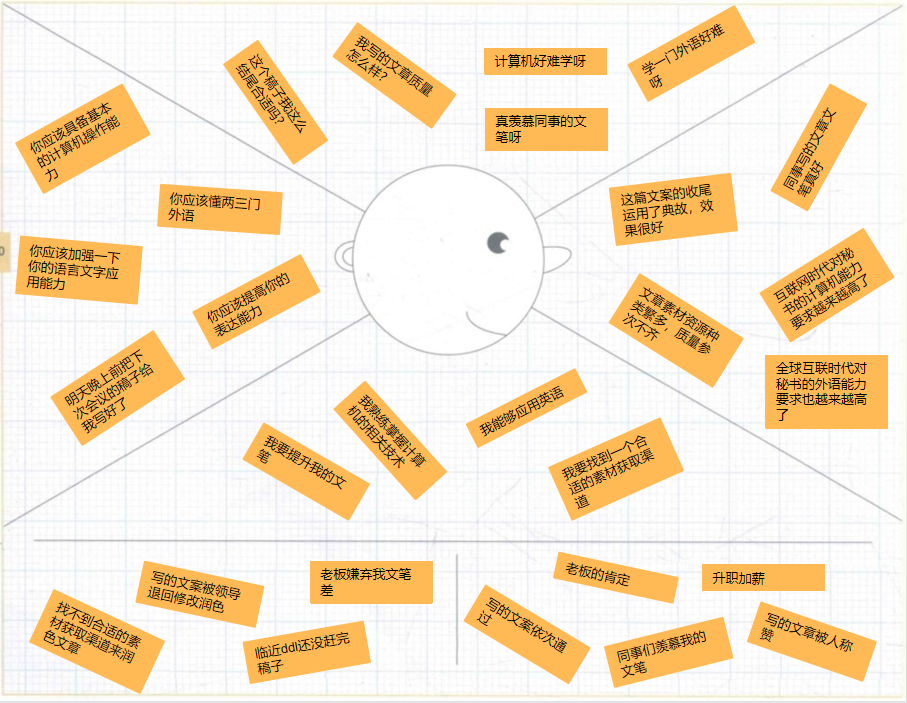 我写的文章质量
怎么样？
计算机好难学呀
学一门外语好难
呀
这个稿子我这么
结尾合适吗？
真羡慕同事的文
笔呀
你应该具备基本
的计算机操作能
力
同事写的文章文
笔真好
你应该懂两三门
外语
这篇文案的收尾
运用了典故，效
果很好
你应该加强一下
你的语言文字应
用能力
你应该提高你的
表达能力
互联网时代对秘
书的计算机能力
要求越来越高了
文章素材资源种
类繁多，质量参
次不齐
明天晚上前把下
次会议的稿子给
我写好了
全球互联时代对
秘书的外语能力
要求也越来越高
了
我熟练掌握计算
机的相关技术
我能够应用英语
我要提升我的文
笔
我要找到一个合
适的素材获取渠
道
写的文案被领导
退回修改润色
老板嫌弃我文笔
差
找不到合适的素
材获取渠道来润
色文章
临近ddl还没赶完
稿子
老板的肯定
升职加薪
写的文案依次通
过
同事们羡慕我的
文笔
写的文章被人称
赞